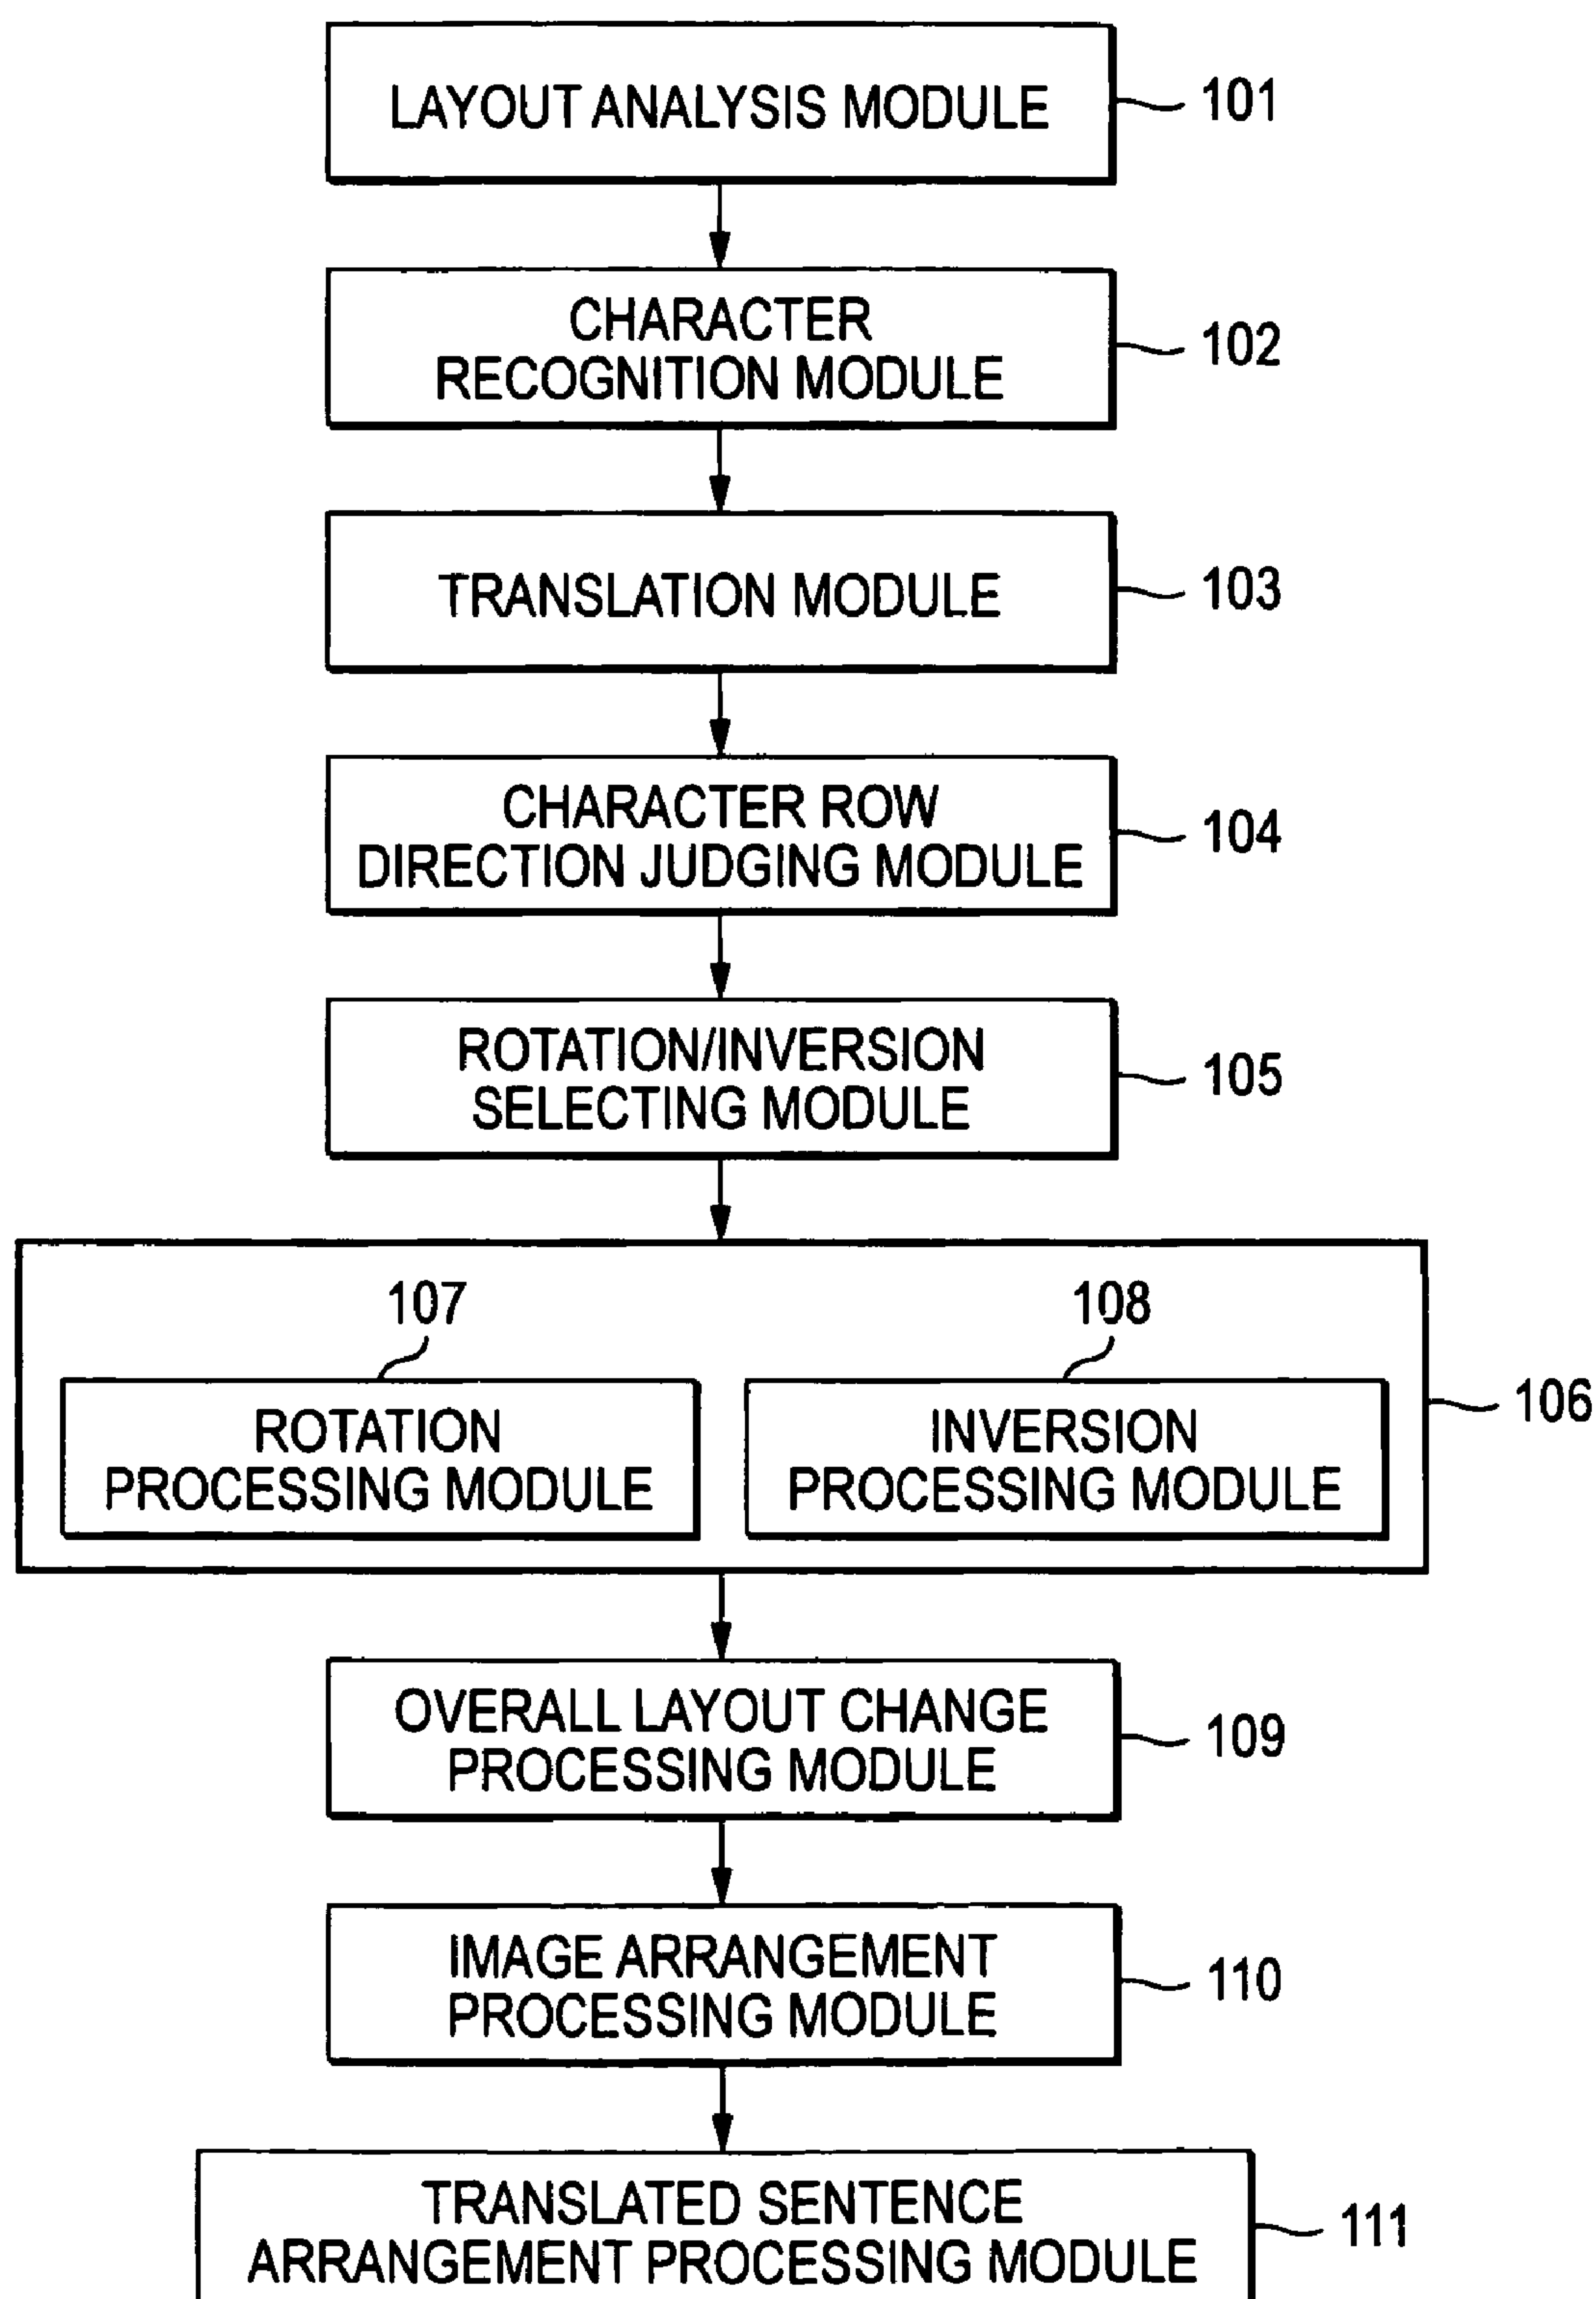 LAYOUT ANALYSIS MODULE
101
CHARACTER
RECOGNITION MODULE
102
TRANSLATION MODULE
103
CHARACTER ROW
DIRECTION JUDGING MODULE
104
ROTATION/INVERSION
SELECTING MODULE
105
107
108
ROTATION
PROCESSING MODULE
INVERSION
PROCESSING MODULE
106
OVERALL LAYOUT CHANGE
PROCESSING MODULE
109
IMAGE ARRANGEMENT
PROCESSING MODULE
110
TRANSLATED SENTENCE
ARRANGEMENT PROCESSING MODULE
111